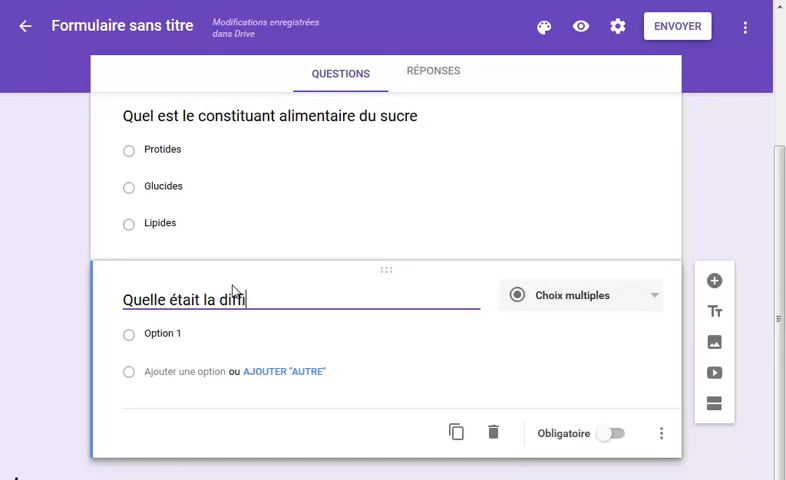 Formulaire sans titre
Modifications enregistrées
dans Drive
ENVOYER
QUESTIONS
RÉPONSES
Quel est le constituant alimentaire du sucre
Protides
Glucides
Lipides
Quelle était la diffi
Choix multiples
Option 1
Ajouter une option ou AJOUTER "AUTRE"
Obligatoire